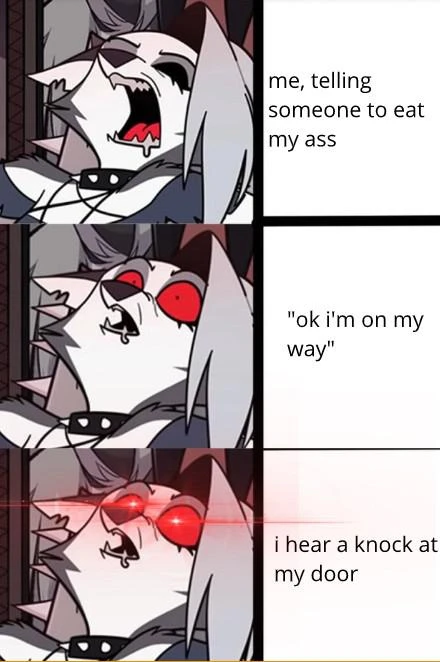 me, telling
someone to eat
my ass
"ok i'm on my
way"
i hear a knock at
my door